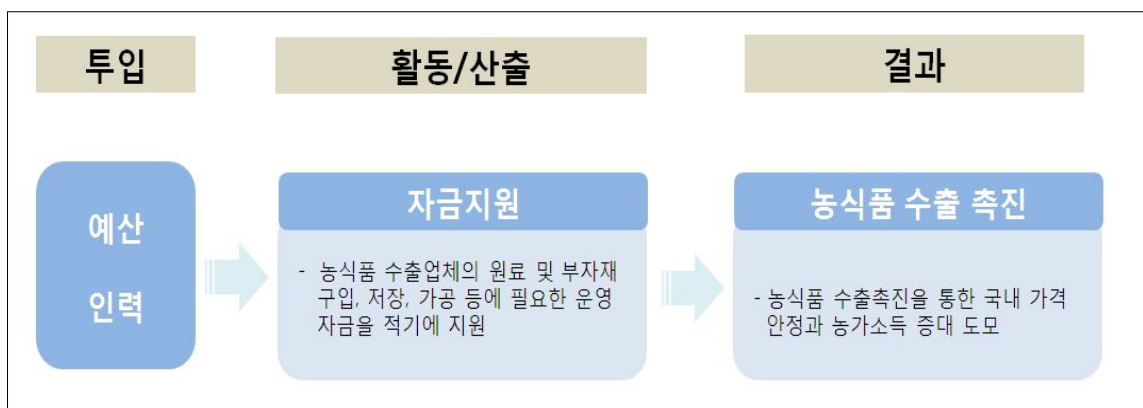 투입
활동/산출
결과
예산
인력
자금지원
- 농식품 수출업체의 원료 및 부자재
구입, 저장, 가공 등에 필요한 운영
자금을 적기에 지원
농식품 수출 촉진
- 농식품 수출촉진을 통한 국내 가격
안정과 농가소득 증대 도모